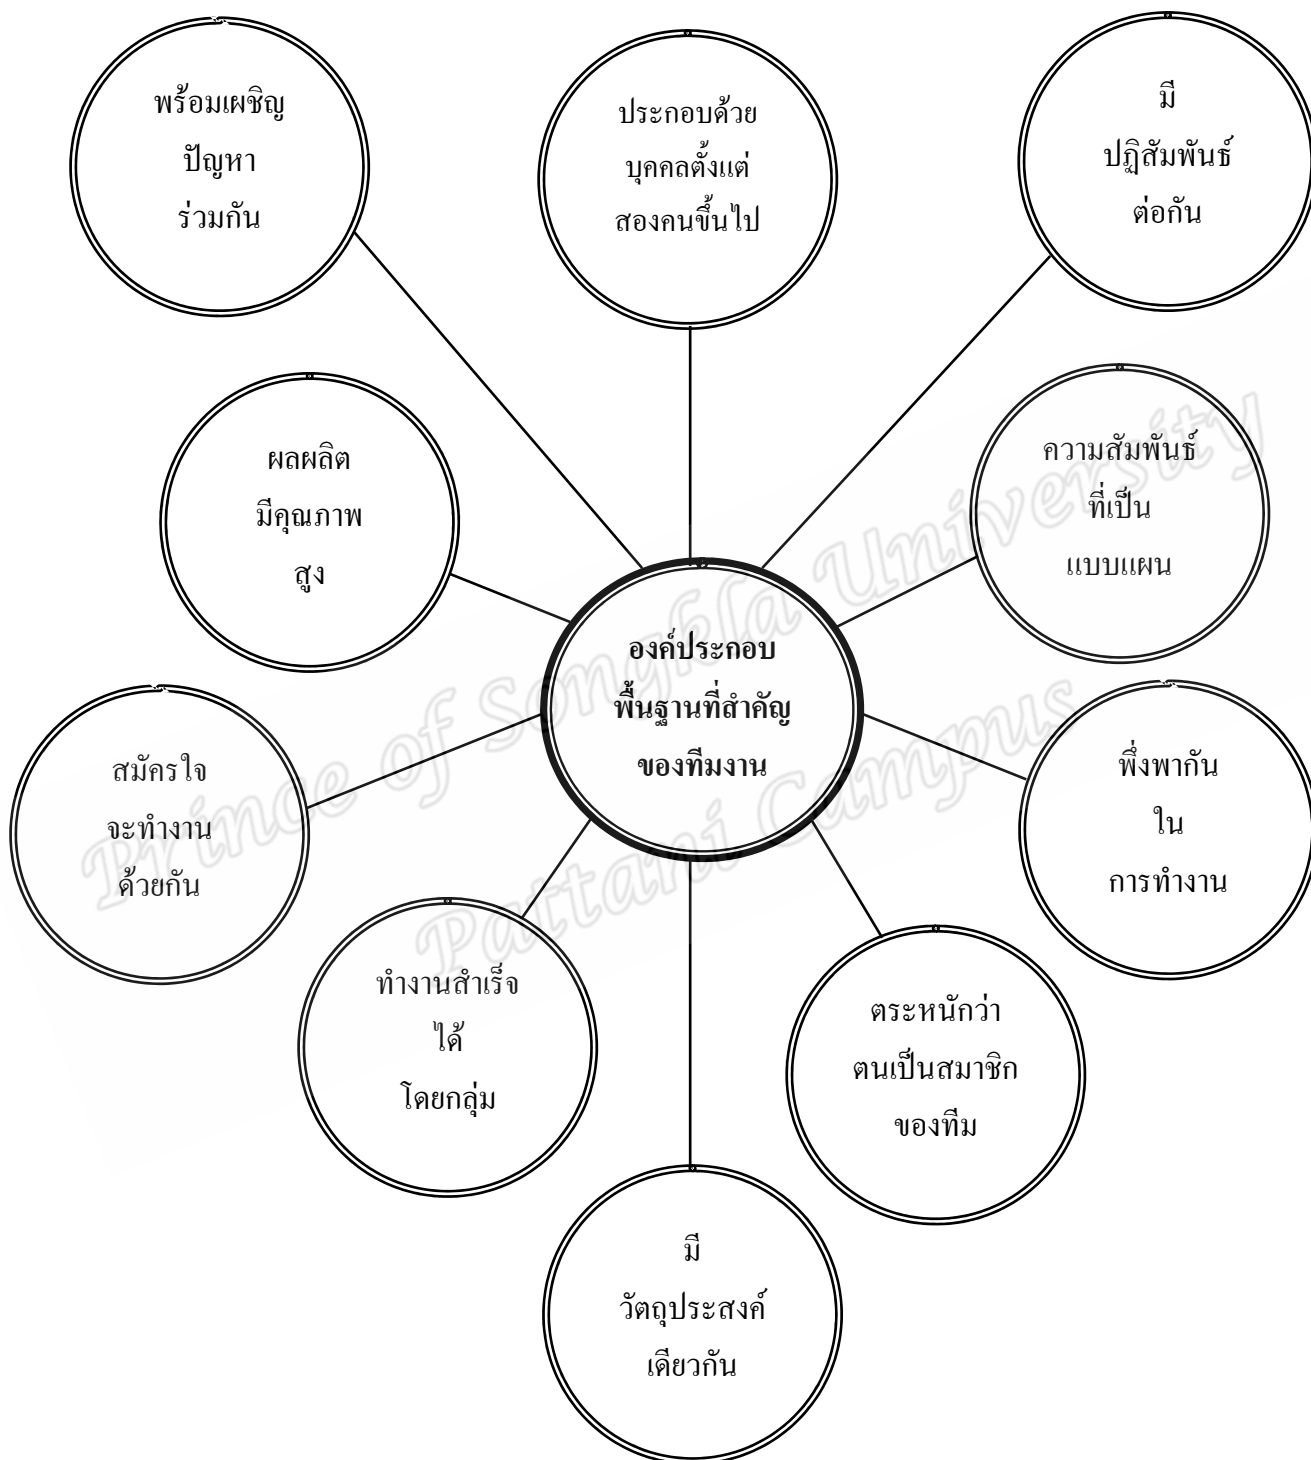 พร้อมเผชิญ
ปัญหา
ร่วมกัน
ประกอบด้วย
บุคคลตั้งแต่
สองคนขึ้นไป
มี
ปฏิสัมพันธ์
ต่อกัน
ผลผลิต
มีคุณภาพ
สูง
ความสัมพันธ์
ที่เป็น
แบบแผน
องค์ประกอบ
พื้นฐานที่สำคัญ
ของทีมงาน
สมัครใจ
จะทำงาน
ด้วยกัน
พึ่งพากัน
ใน
การทำงาน
ทำงานสำเร็จ
ได้
โดยกลุ่ม
ตระหนักว่า
ตนเป็นสมาชิก
ของทีม
มี
วัตถุประสงค์
เดียวกัน
Prince of Songkla University
Pattani Campus